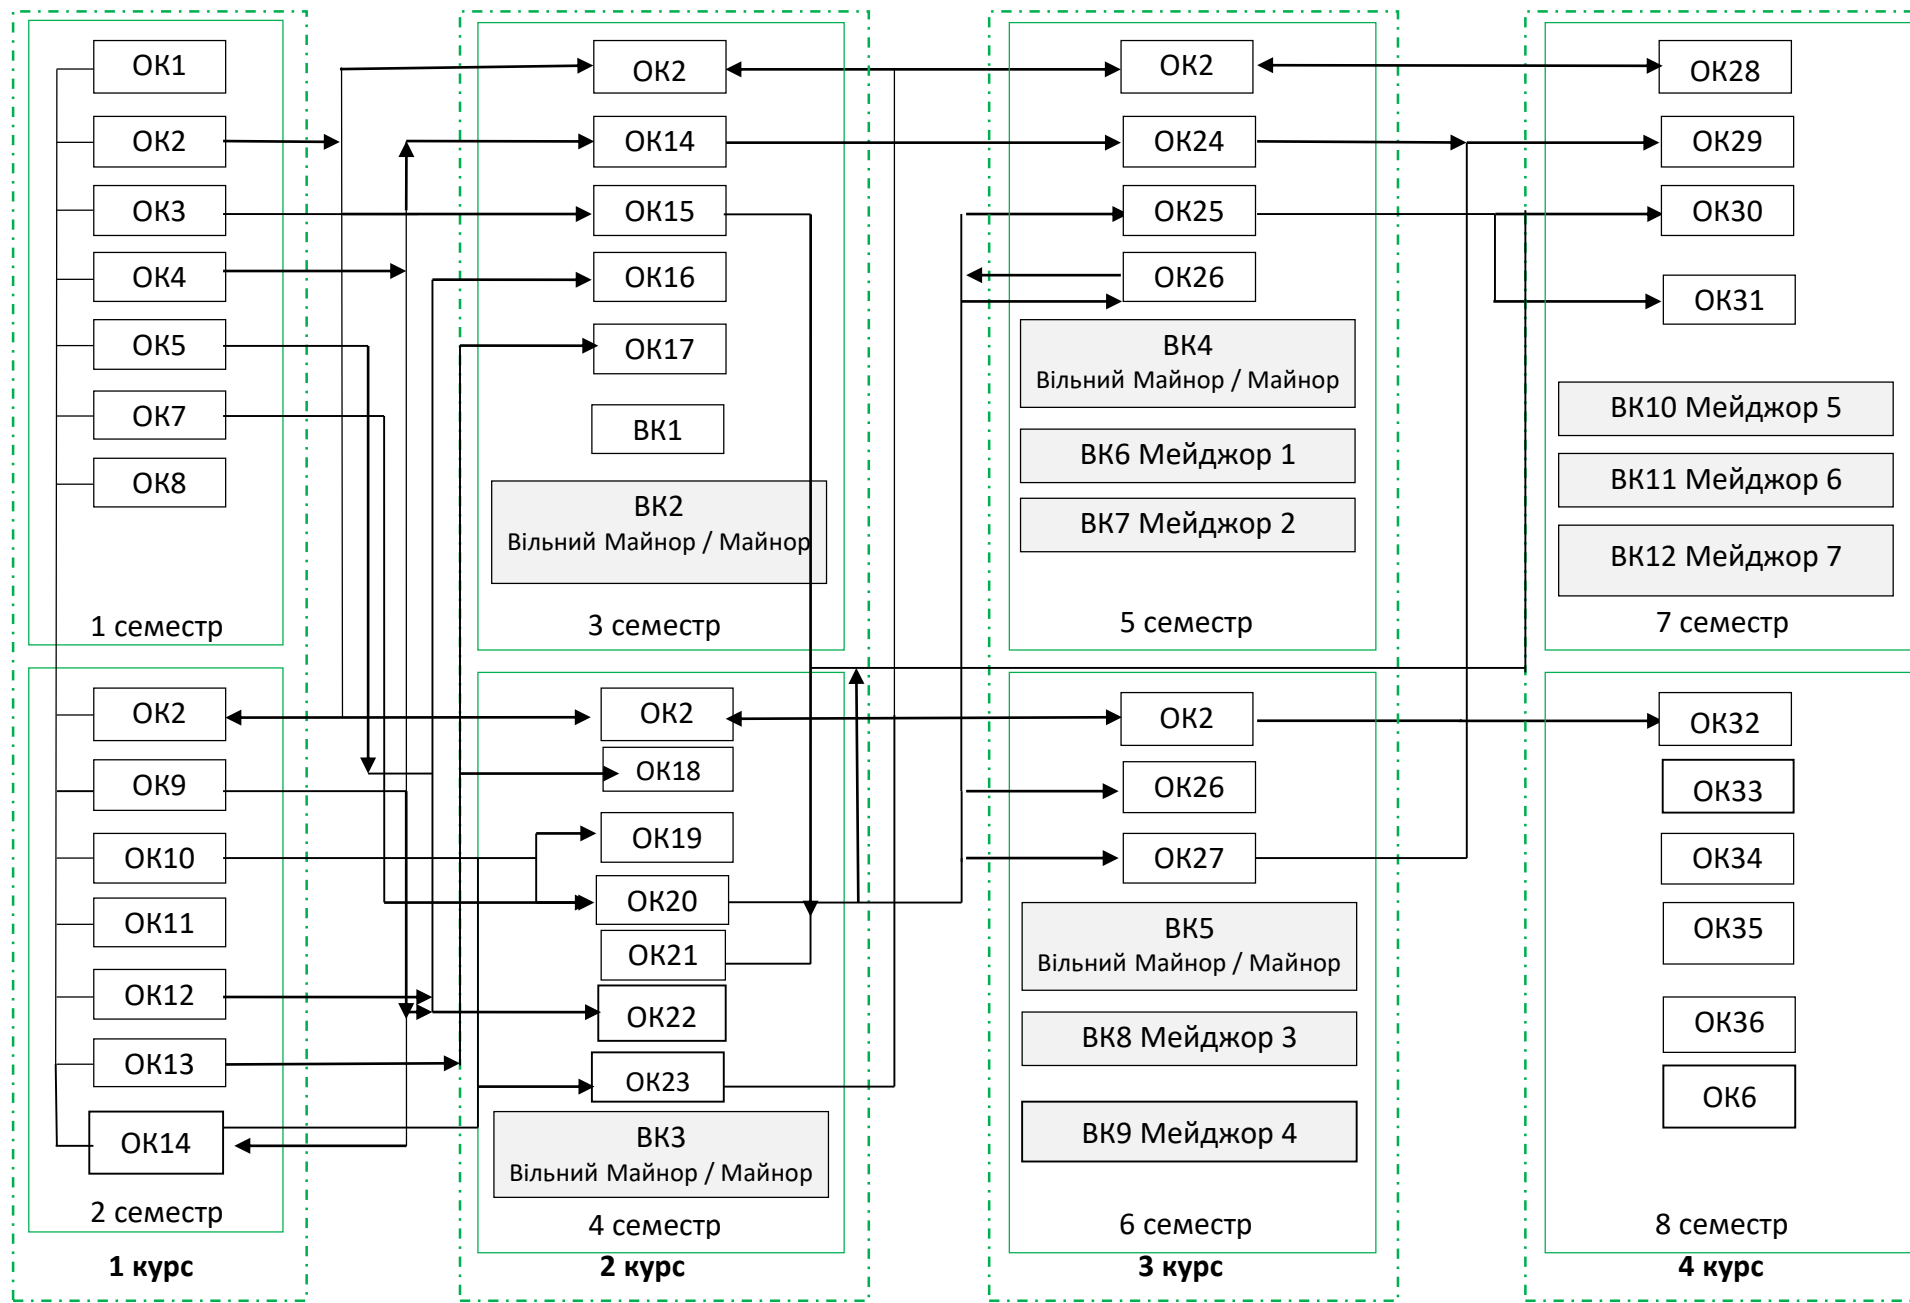 ОК1
ОК2
ОК3
ОК4
ОК5
ОК7
ОК8
1 семестр
ОК2
ОК9
ОК10
ОК11
ОК12
ОК13
ОК14
2 семестр
1 курс
ОК2
ОК14
ОК15
ОК16
ОК17
ВК1
ВК2
Вільний Майнор / Майнор
3 семестр
ОК2
ОК18
ОК19
ОК20
ОК21
ОК22
ОК23
ВК3
Вільний Майнор / Майнор
4 семестр
2 курс
ОК2
ОК24
ОК25
ОК26
ВК4
Вільний Майнор / Майнор
ВК6 Мейджор 1
ВК7 Мейджор 2
5 семестр
ОК2
ОК26
ОК27
ВК5
Вільний Майнор / Майнор
ВК8 Мейджор 3
ВК9 Мейджор 4
6 семестр
3 курс
ОК28
ОК29
ОК30
ОК31
ВК10 Мейджор 5
ВК11 Мейджор 6
ВК12 Мейджор 7
7 семестр
ОК32
ОК33
ОК34
ОК35
ОК36
ОК6
8 семестр
4 курс